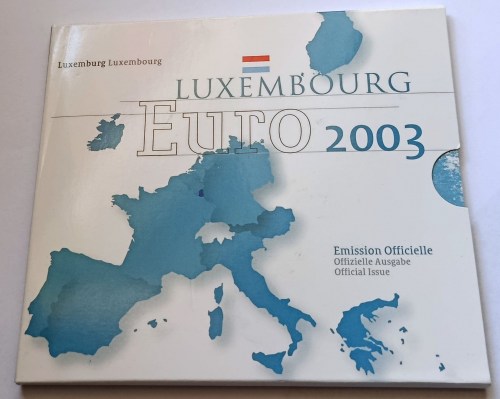 Luxemburg Luxembourg
LUXEMBOURG
Euro 2003
Emission Officielle
Offizielle Ausgabe
Official Issue